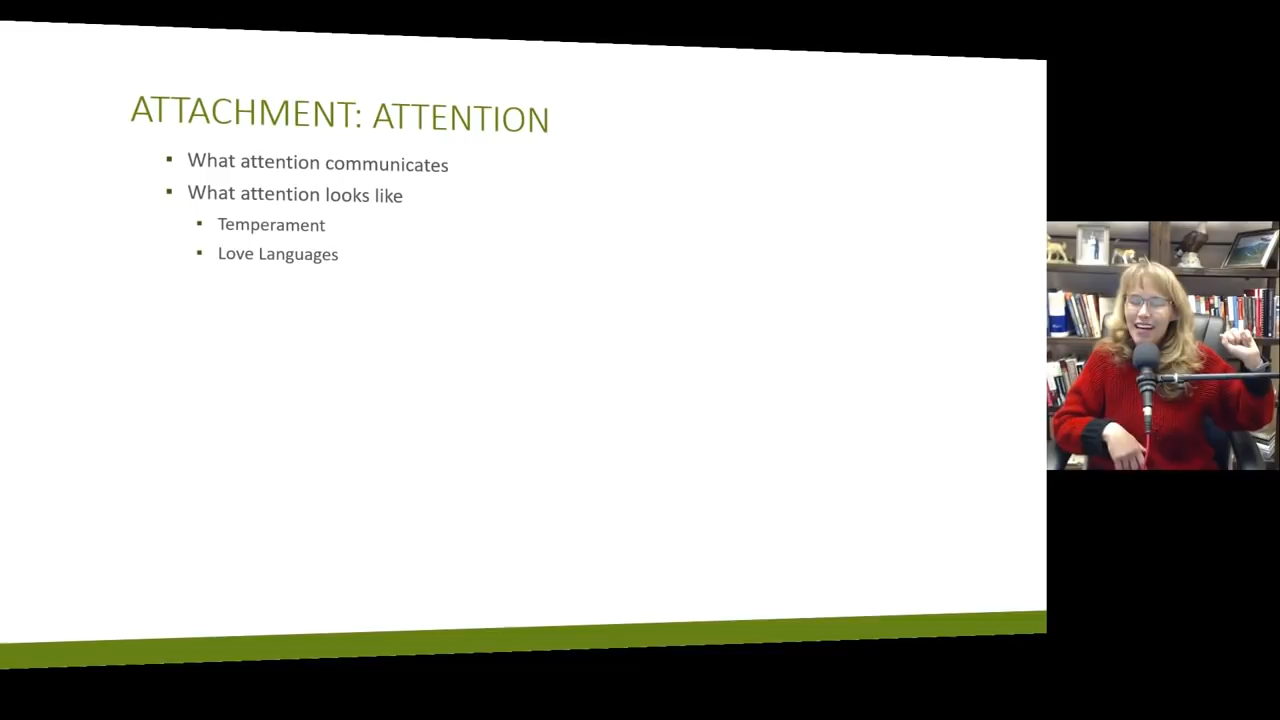 ATTACHMENT: ATTENTION
What attention communicates
What attention looks like
Temperament
Love Languages